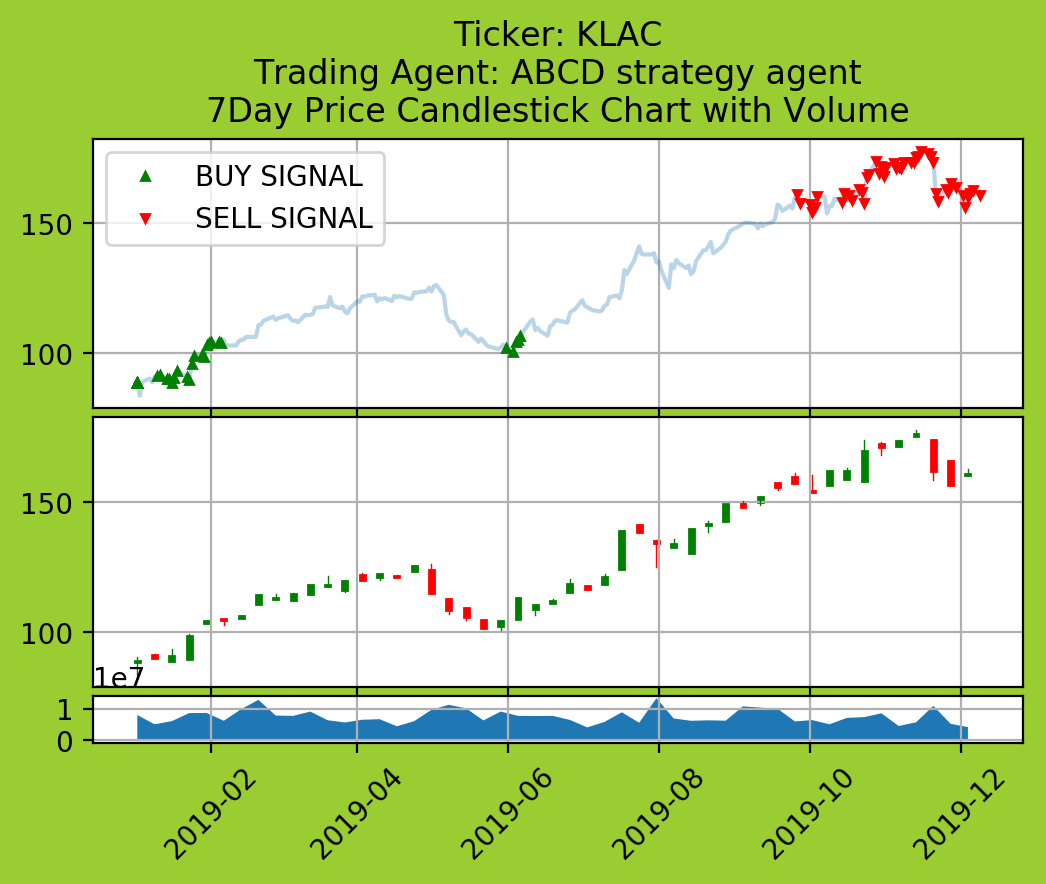 Ticker: KLAC
Trading Agent: ABCD strategy agent
7Day Price Candlestick Chart with Volume
BUY SIGNAL
SELL SIGNAL
150
100
150
100
1e7
1
0
2019-02
2019-04
2019-06
2019-08
2019-10
2019-12